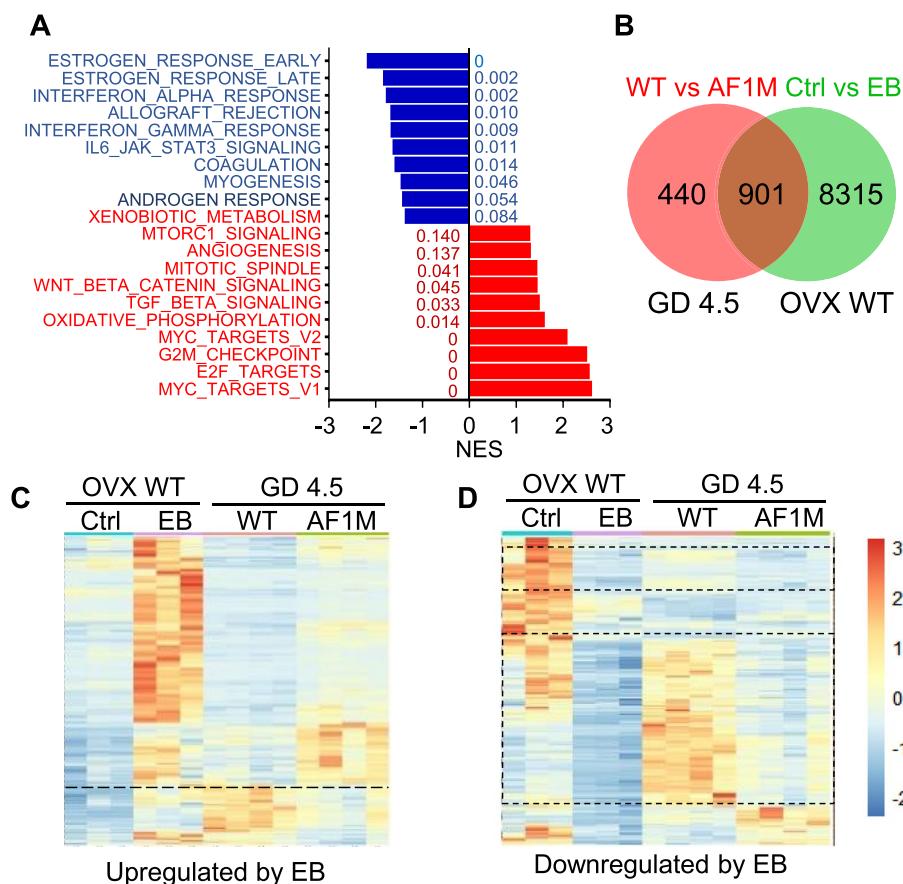 A
ESTROGEN_RESPONSE_EARLY 0
ESTROGEN_RESPONSE_LATE 0.002
INTERFERON_ALPHA_RESPONSE 0.002
ALLOGRAFT_REJECTION 0.010
INTERFERON_GAMMA_RESPONSE 0.009
IL6_JAK_STAT3_SIGNALING 0.011
COAGULATION 0.014
MYOGENESIS 0.046
ANDROGEN RESPONSE 0.054
XENOBIOTIC_METABOLISM 0.084
MTORC1_SIGNALING 0.140
ANGIOGENESIS 0.137
MITOTIC_SPINDLE 0.041
WNT_BETA_CATENIN_SIGNALING 0.045
TGF_BETA_SIGNALING 0.033
OXIDATIVE_PHOSPHORYLATION 0.014
MYC_TARGETS_V2 0
G2M_CHECKPOINT 0
E2F_TARGETS 0
MYC_TARGETS_V1 0
-3 -2 -1 0 1 2 3
NES
B
WT vs AF1M Ctrl vs EB
440 901 8315
GD 4.5 OVX WT
C
OVX WT GD 4.5
Ctrl EB WT AF1M
Upregulated by EB
D
OVX WT GD 4.5
Ctrl EB WT AF1M
Downregulated by EB
3
2
1
0
-1
-2